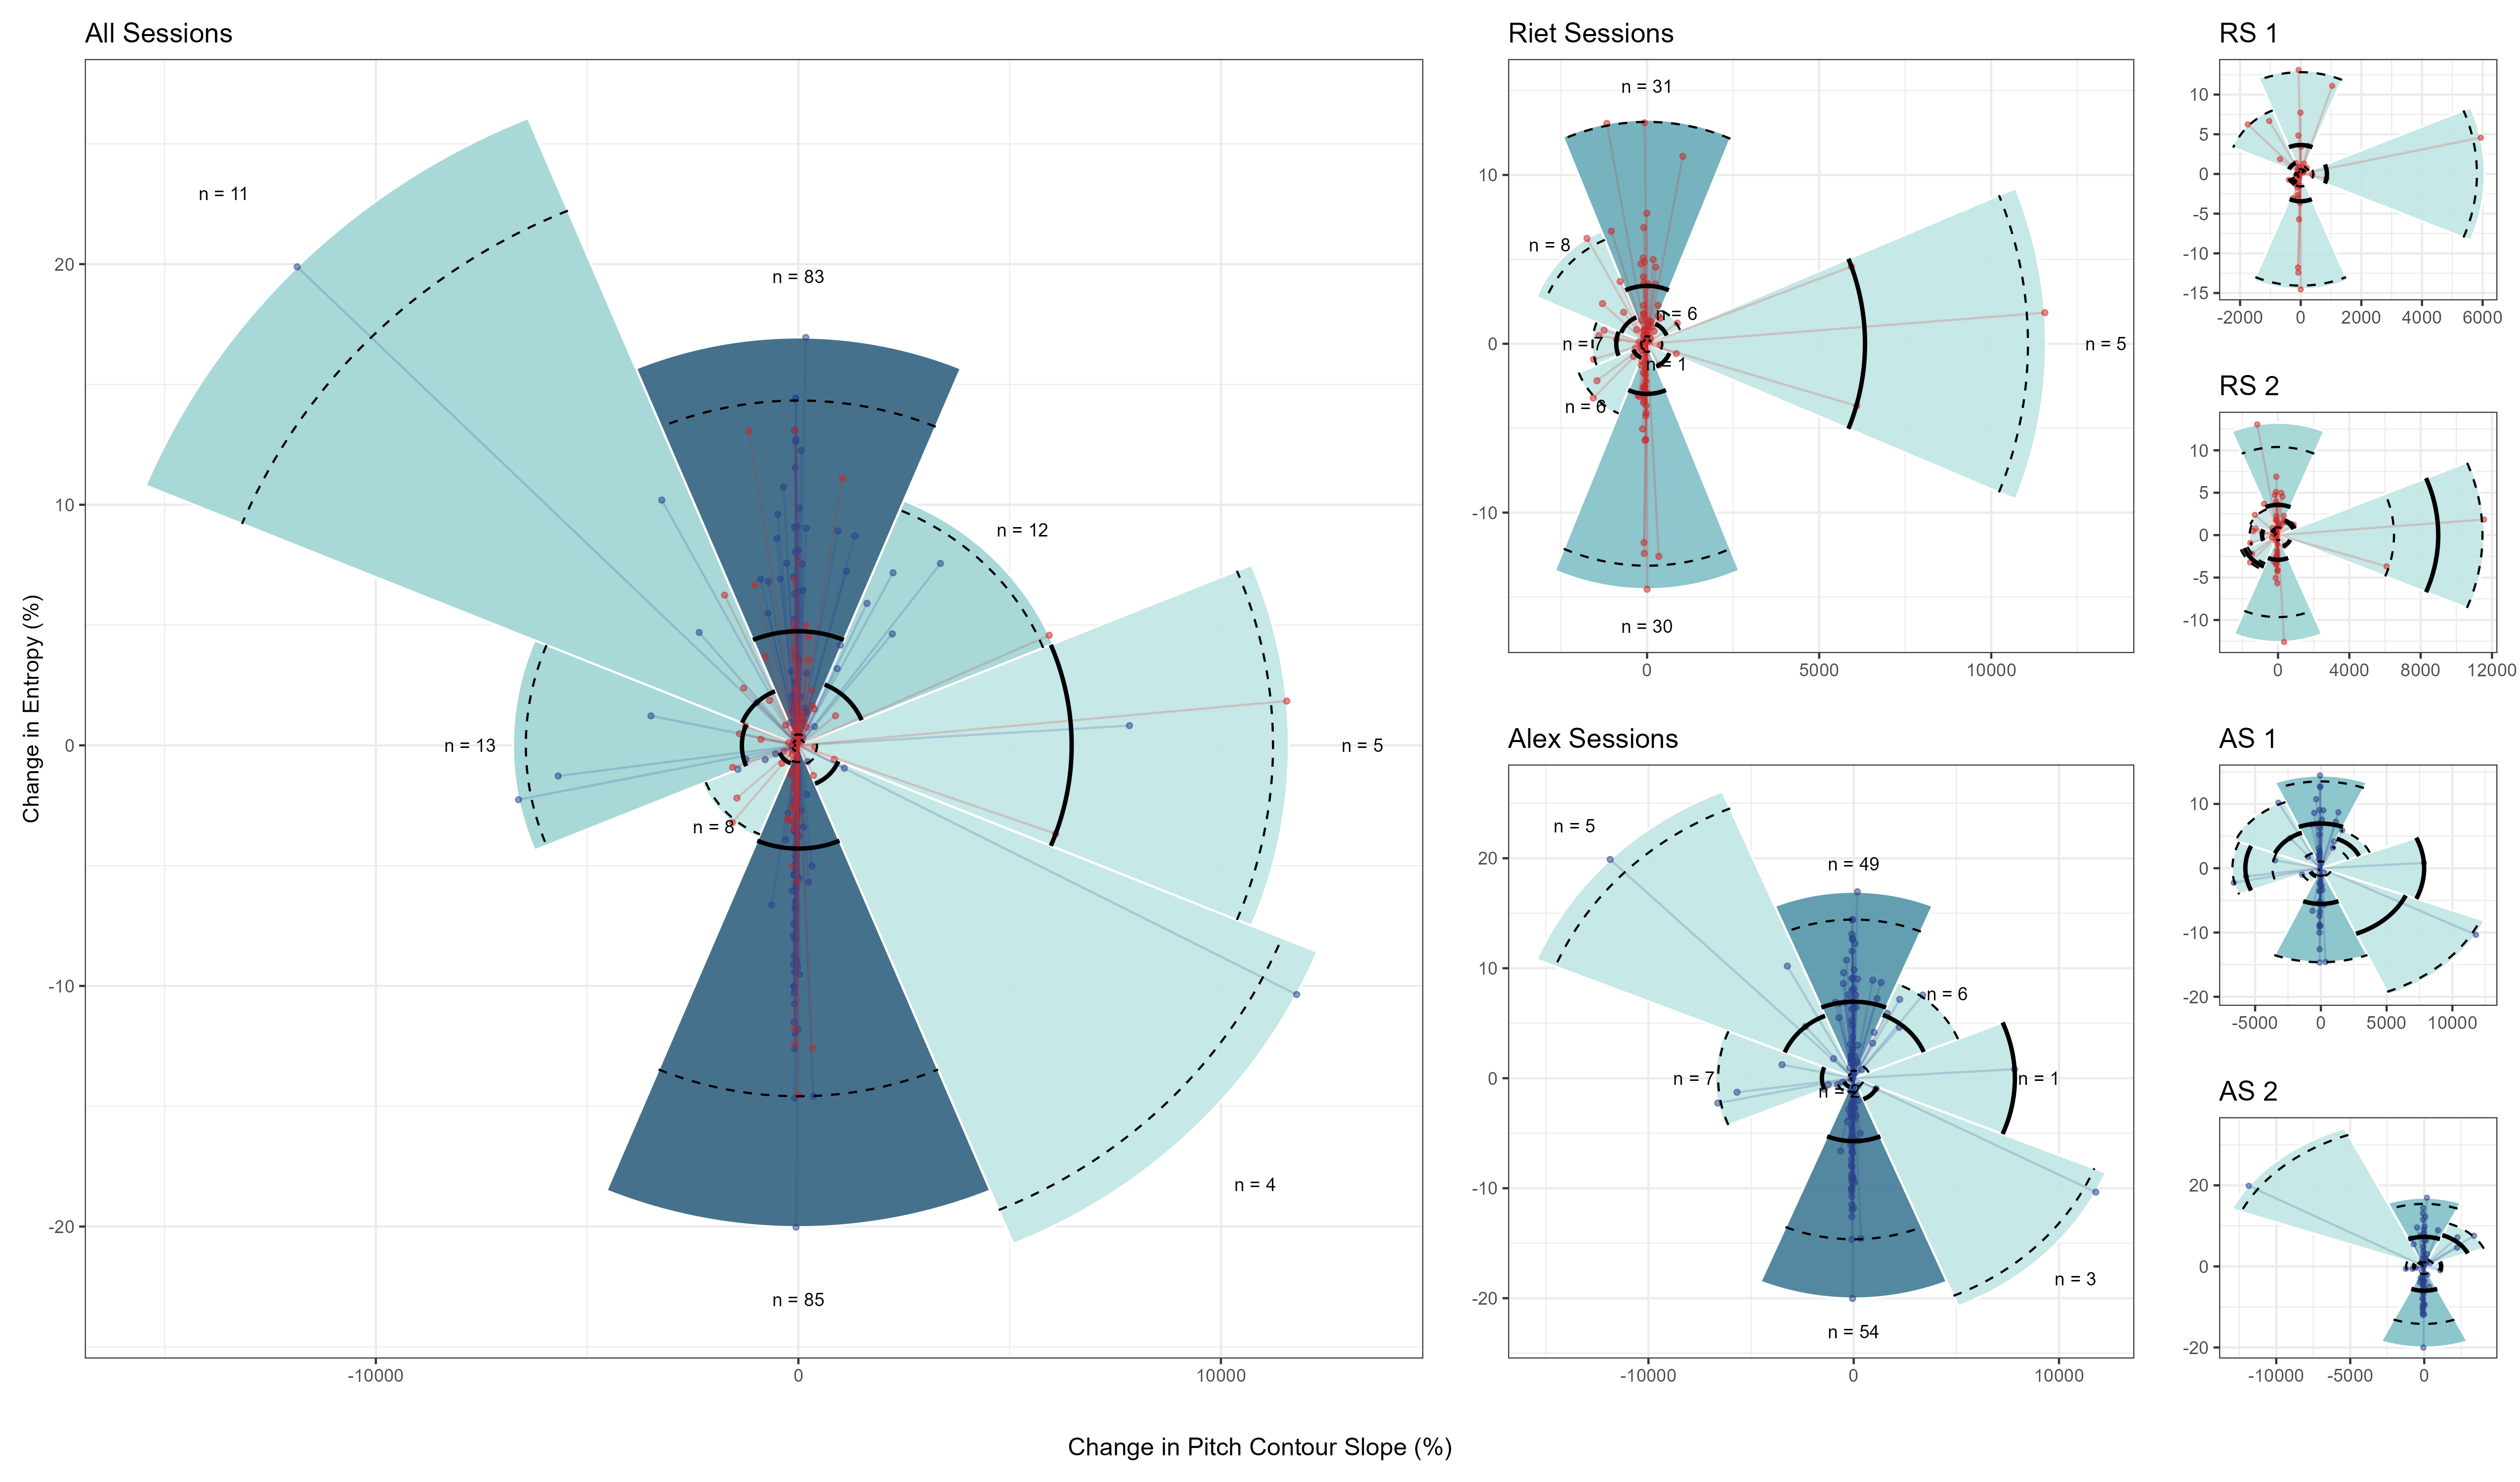 All Sessions
n = 11
n = 83
n = 12
n = 13
n = 5
n = 8
n = 4
n = 85
20
10
0
-10
-20
-10000 0 10000
Change in Entropy (%)
Riet Sessions
n = 31
n = 8
n = 6
n = 7
n = 5
n = 1
n = 6
n = 30
10
0
-10
0 5000 10000
Alex Sessions
n = 5
n = 49
n = 6
n = 7
n = 1
n = 2
n = 3
n = 54
20
10
0
-10
-20
-10000 0 10000
RS 1
10
5
0
-5
-10
-15
-2000 0 2000 4000 6000
RS 2
10
5
0
-5
-10
0 4000 8000 12000
AS 1
10
0
-10
-20
-5000 0 5000 10000
AS 2
20
0
-20
-10000 -5000 0
Change in Pitch Contour Slope (%)